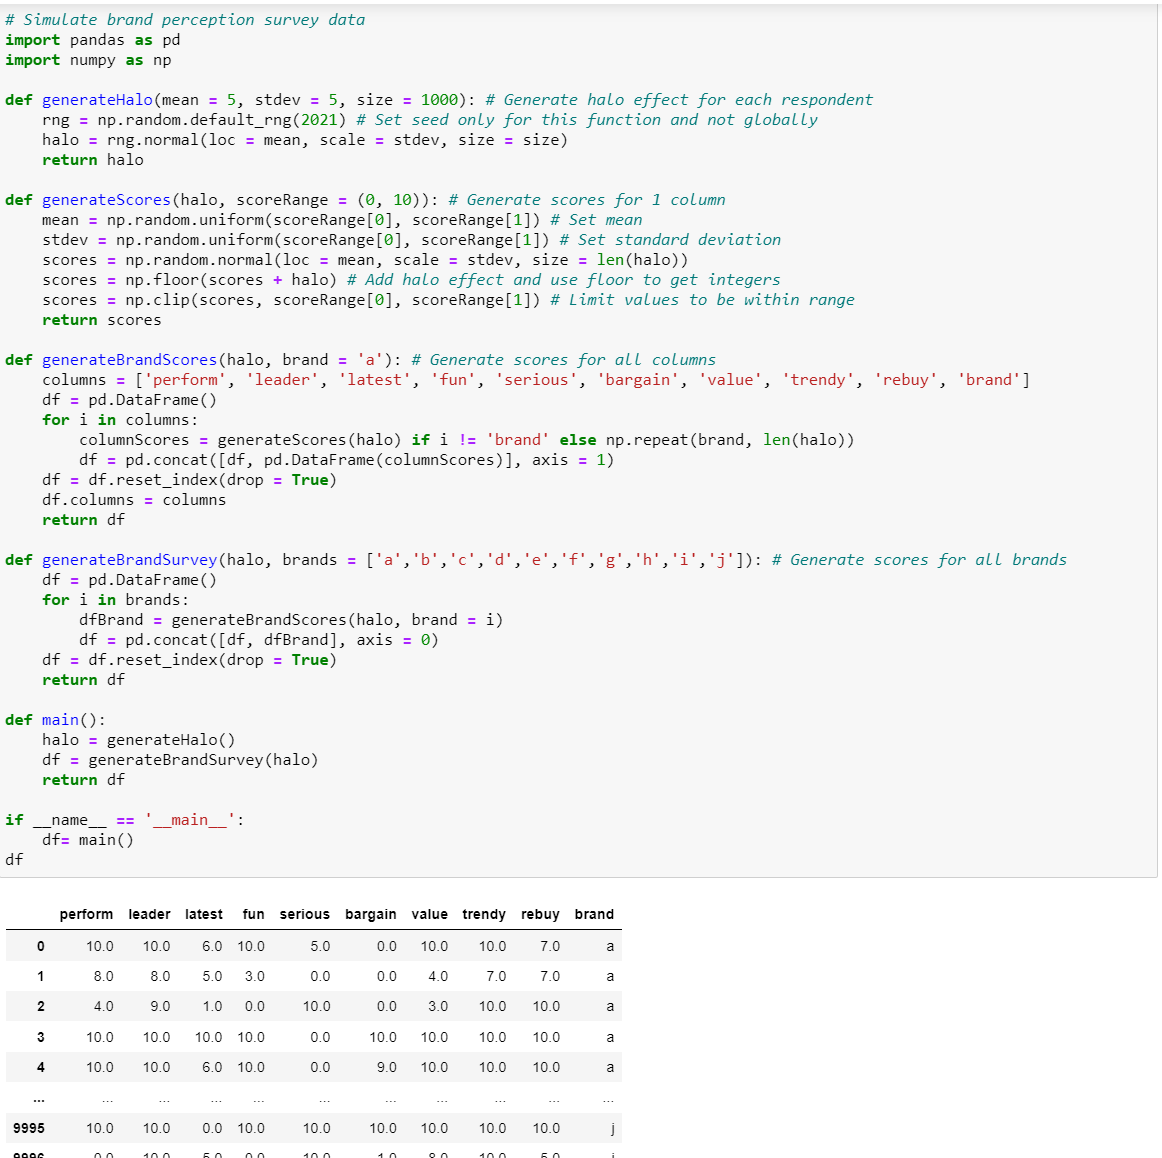 # Simulate brand perception survey data
import pandas as pd
import numpy as np

def generateHalo(mean = 5, stdev = 5, size = 1000): # Generate halo effect for each respondent
    rng = np.random.default_rng(2021) # Set seed only for this function and not globally
    halo = rng.normal(loc = mean, scale = stdev, size = size)
    return halo

def generateScores(halo, scoreRange = (0, 10)): # Generate scores for 1 column
    mean = np.random.uniform(scoreRange[0], scoreRange[1]) # Set mean
    stdev = np.random.uniform(scoreRange[0], scoreRange[1]) # Set standard deviation
    scores = np.random.normal(loc = mean, scale = stdev, size = len(halo))
    scores = np.floor(scores + halo) # Add halo effect and use floor to get integers
    scores = np.clip(scores, scoreRange[0], scoreRange[1]) # Limit values to be within range
    return scores

def generateBrandScores(halo, brand = 'a'): # Generate scores for all columns
    columns = ['perform', 'leader', 'latest', 'fun', 'serious', 'bargain', 'value', 'trendy', 'rebuy', 'brand']
    df = pd.DataFrame()
    for i in columns:
        columnScores = generateScores(halo) if i != 'brand' else np.repeat(brand, len(halo))
        df = pd.concat([df, pd.DataFrame(columnScores)], axis = 1)
    df = df.reset_index(drop = True)
    df.columns = columns
    return df

def generateBrandSurvey(halo, brands = ['a','b','c','d','e','f','g','h','i','j']): # Generate scores for all brands
    df = pd.DataFrame()
    for i in brands:
        dfBrand = generateBrandScores(halo, brand = i)
        df = pd.concat([df, dfBrand], axis = 0)
    df = df.reset_index(drop = True)
    return df

def main():
    halo = generateHalo()
    df = generateBrandSurvey(halo)
    return df

if __name__ == '__main__':
    df= main()
df

perform leader latest fun serious bargain value trendy rebuy brand
0 10.0 10.0 6.0 10.0 5.0 0.0 10.0 10.0 7.0 a
1 8.0 8.0 5.0 3.0 0.0 0.0 4.0 7.0 7.0 a
2 4.0 9.0 1.0 0.0 10.0 0.0 3.0 10.0 10.0 a
3 10.0 10.0 10.0 10.0 0.0 10.0 10.0 10.0 10.0 a
4 10.0 10.0 6.0 10.0 0.0 9.0 10.0 10.0 10.0 a
... ... ... ... ... ... ... ... ... ... ...
9995 10.0 10.0 0.0 10.0 10.0 10.0 10.0 10.0 10.0 j